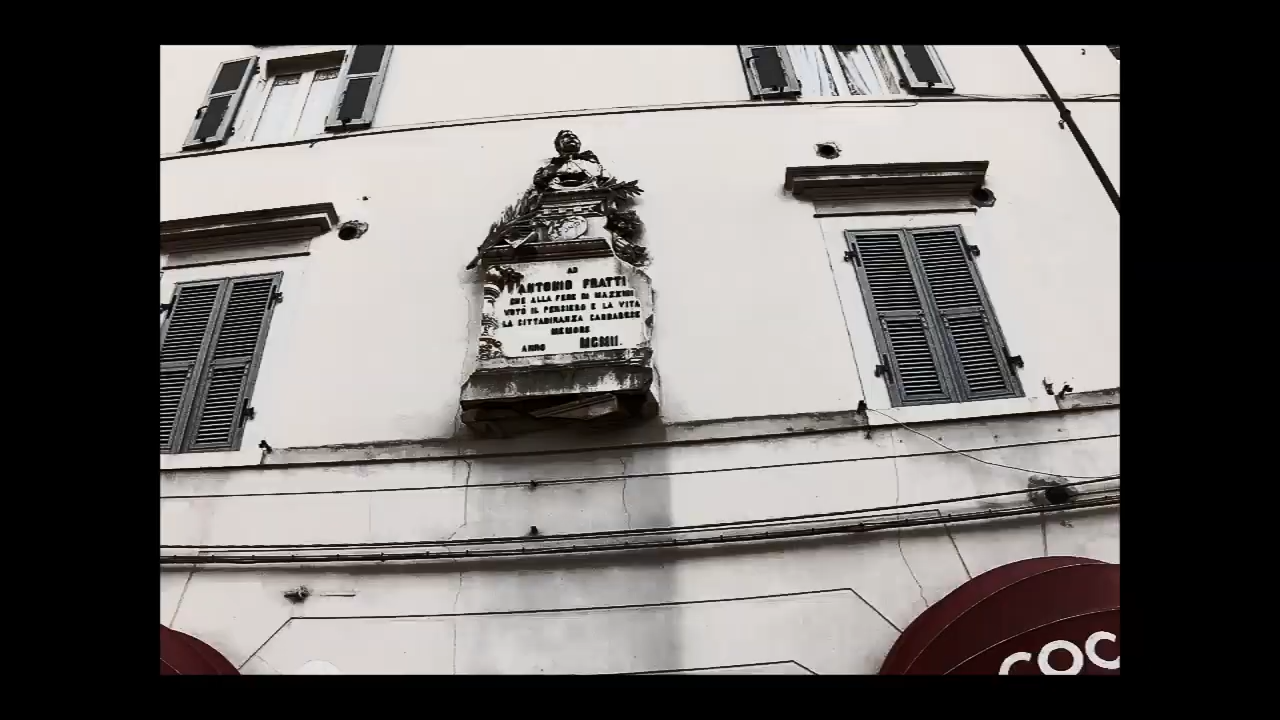 AD
ANTONIO FRATTI
CHE ALLA FEDE DI MAZZINI
VOTÒ IL PENSIERO E LA VITA
LA CITTADINANZA CARRARESE
MEMORE
ANNO MCMII.
COC